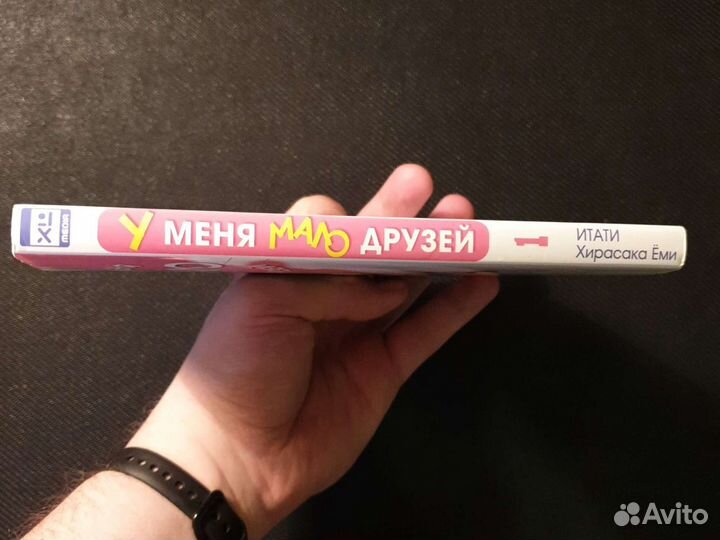 XL
MEDIA
У МЕНЯ МАЛО ДРУЗЕЙ
1
ИТАТИ
Хирасака Ёми
Avito